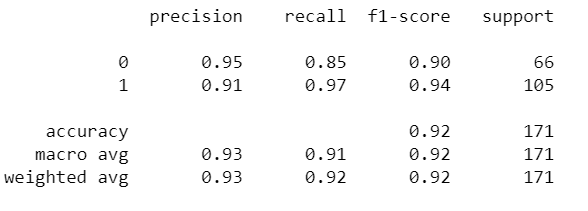 precision recall f1-score support
0 0.95 0.85 0.90 66
1 0.91 0.97 0.94 105
accuracy 0.92 171
macro avg 0.93 0.91 0.92 171
weighted avg 0.93 0.92 0.92 171